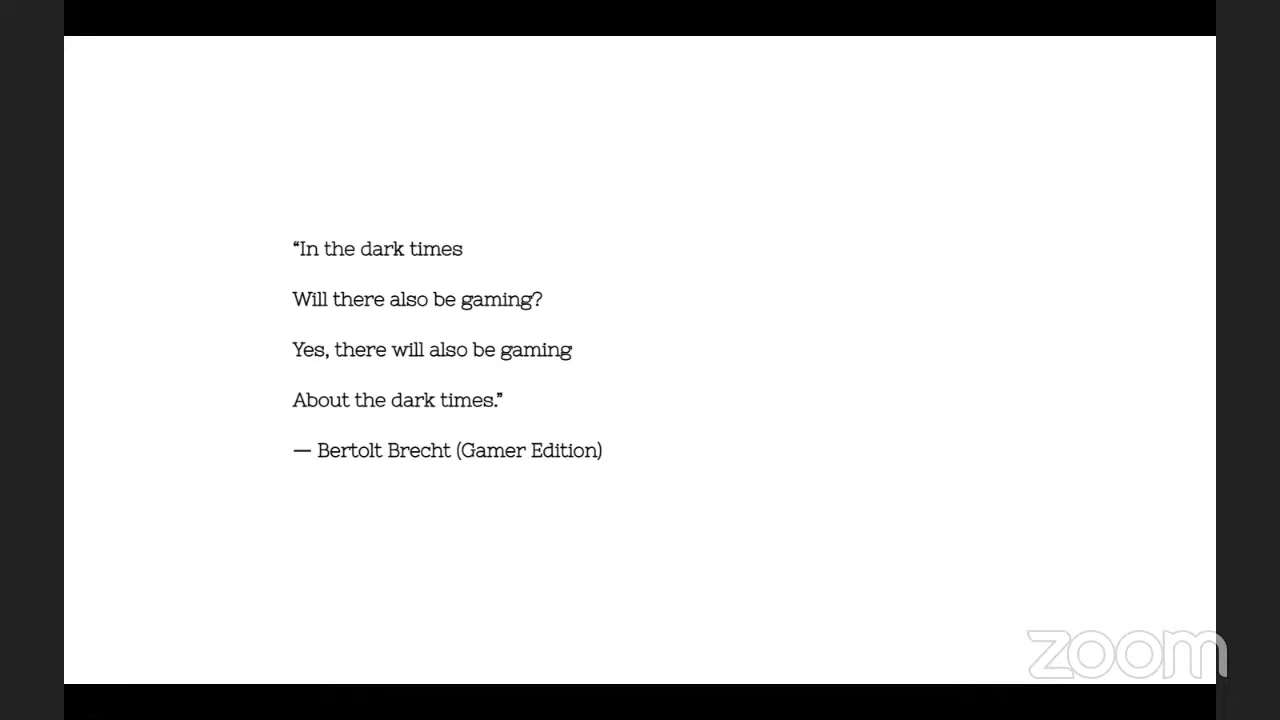 “In the dark times
Will there also be gaming?
Yes, there will also be gaming
About the dark times.”
— Bertolt Brecht (Gamer Edition)
zoom